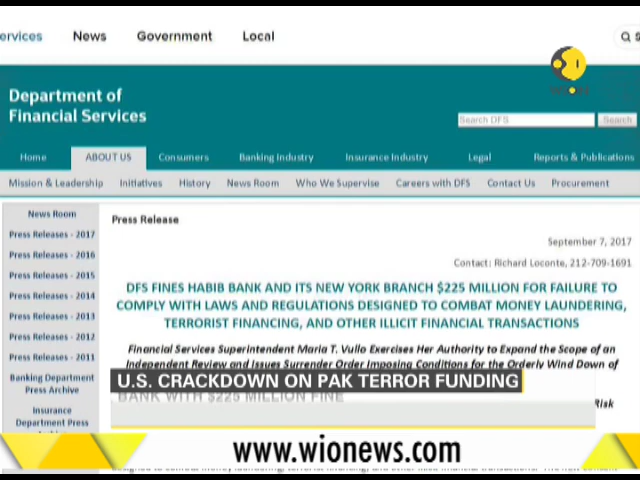 ervices News Government Local
Department of
Financial Services
Search DFS Search
Home ABOUT US Consumers Banking Industry Insurance Industry Legal Reports & Publications
Mission & Leadership Initiatives History News Room Who We Supervise Careers with DFS Contact Us Procurement
News Room
Press Releases - 2017
Press Releases - 2016
Press Releases - 2015
Press Releases - 2014
Press Releases - 2013
Press Releases - 2012
Press Releases - 2011
Banking Department
Press Archive
Insurance
Department Press
Press Release
September 7, 2017
Contact: Richard Loconte, 212-709-1691
DFS FINES HABIB BANK AND ITS NEW YORK BRANCH $225 MILLION FOR FAILURE TO
COMPLY WITH LAWS AND REGULATIONS DESIGNED TO COMBAT MONEY LAUNDERING,
TERRORIST FINANCING, AND OTHER ILLICIT FINANCIAL TRANSACTIONS
Financial Services Superintendent Maria T. Vullo Exercises Her Authority to Expand the Scope of an
Independent Review and Issues Surrender Order Imposing Conditions for the Orderly Wind Down of
U.S. CRACKDOWN ON PAK TERROR FUNDING
BANK WITH $225 MILLION FINE
Risk
www.wionews.com